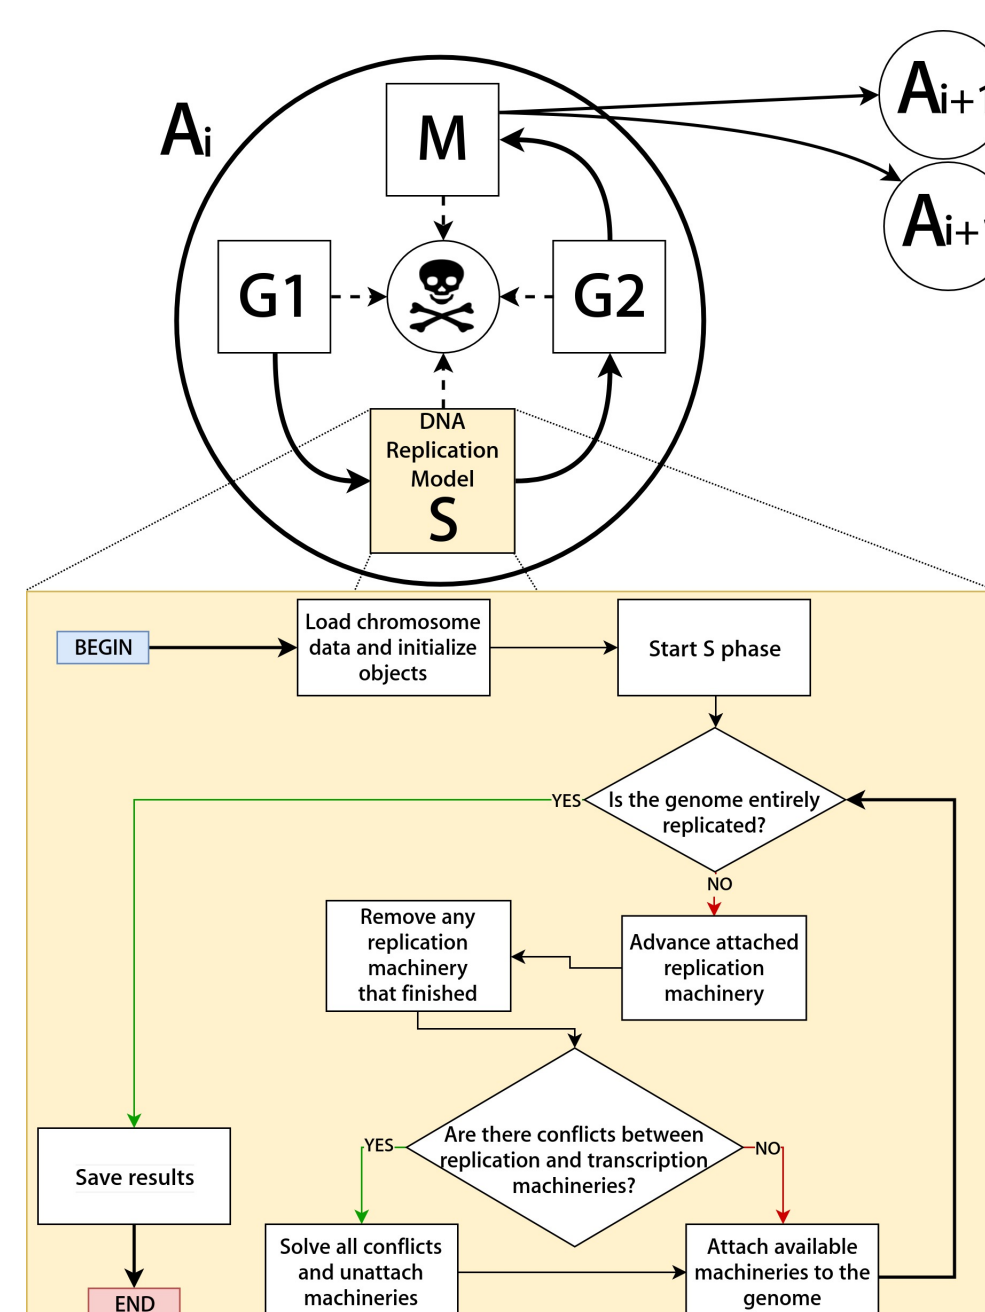 Ai
M
Ai+1
Ai+
G1
G2
DNA
Replication
Model
S
BEGIN
Load chromosome
data and initialize
objects
Start S phase
YES
Is the genome entirely
replicated?
NO
Remove any
replication
machinery
that finished
Advance attached
replication
machinery
YES
Are there conflicts between
replication and transcription
machineries?
NO
Save results
Solve all conflicts
and unattach
machineries
Attach available
machineries to the
genome
END